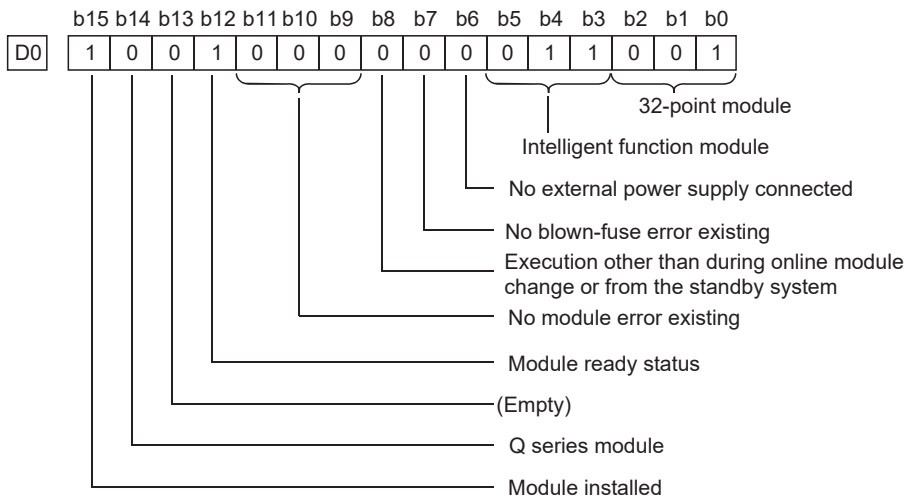 b15 b14 b13 b12 b11 b10 b9 b8 b7 b6 b5 b4 b3 b2 b1 b0
D0 1 0 0 1 0 0 0 0 0 0 0 1 1 0 0 1
32-point module
Intelligent function module
No external power supply connected
No blown-fuse error existing
Execution other than during online module
change or from the standby system
No module error existing
Module ready status
(Empty)
Q series module
Module installed